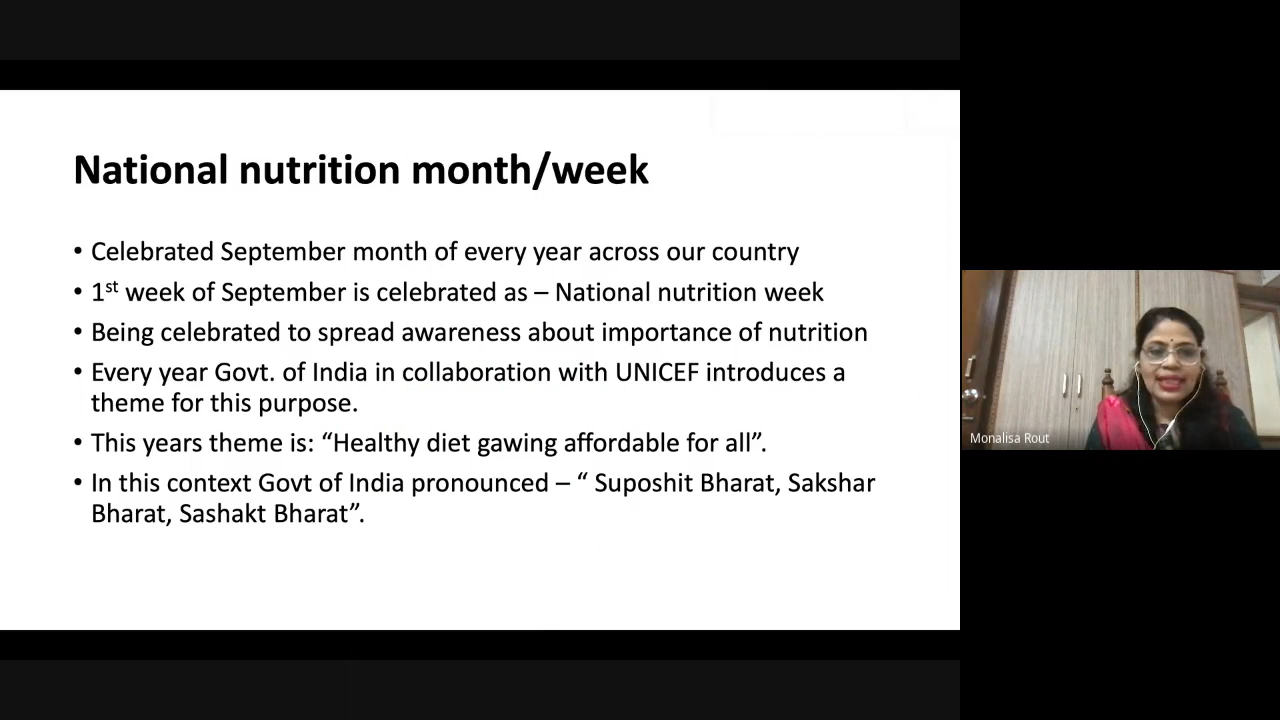 National nutrition month/week
• Celebrated September month of every year across our country
• 1st week of September is celebrated as – National nutrition week
• Being celebrated to spread awareness about importance of nutrition
• Every year Govt. of India in collaboration with UNICEF introduces a
theme for this purpose.
• This years theme is: “Healthy diet gawing affordable for all”.
• In this context Govt of India pronounced – “ Suposhit Bharat, Sakshar
Bharat, Sashakt Bharat”.
Monalisa Rout